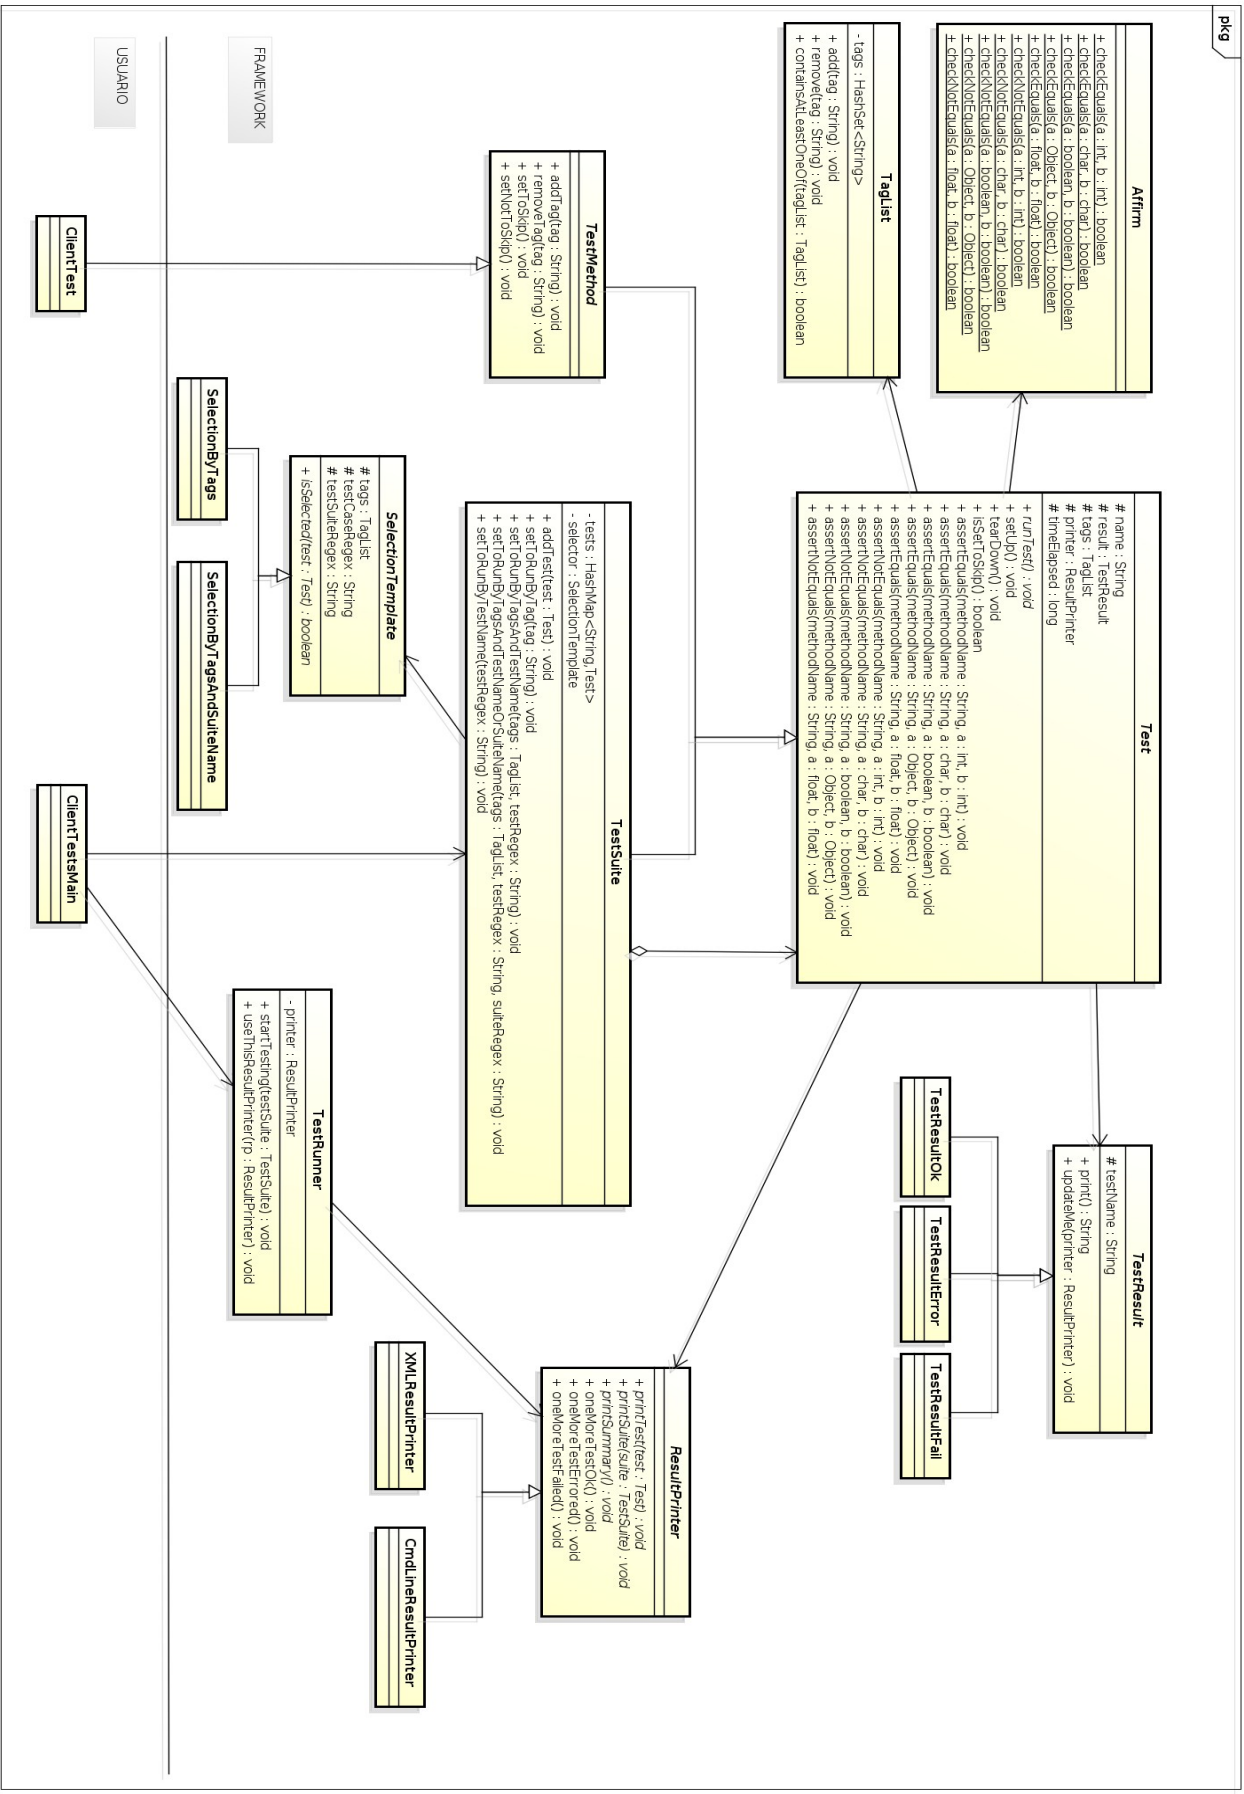 pkg
Affirm
+ checkEquals(a : int, b : int) : boolean
+ checkEquals(a : char, b : char) : boolean
+ checkEquals(a : boolean, b : boolean) : boolean
+ checkEquals(a : Object, b : Object) : boolean
+ checkEquals(a : float, b : float) : boolean
+ checkNotEquals(a : int, b : int) : boolean
+ checkNotEquals(a : char, b : char) : boolean
+ checkNotEquals(a : boolean, b : boolean) : boolean
+ checkNotEquals(a : Object, b : Object) : boolean
+ checkNotEquals(a : float, b : float) : boolean
Test
# name : String
# result : TestResult
# tags : TagList
# printer : ResultPrinter
# timeElapsed : long
+ runTest() : void
+ setUp() : void
+ tearDown() : void
+ isSetToSkip() : boolean
+ assertEquals(methodName : String, a : int, b : int) : void
+ assertEquals(methodName : String, a : char, b : char) : void
+ assertEquals(methodName : String, a : boolean, b : boolean) : void
+ assertEquals(methodName : String, a : Object, b : Object) : void
+ assertEquals(methodName : String, a : float, b : float) : void
+ assertNotEquals(methodName : String, a : int, b : int) : void
+ assertNotEquals(methodName : String, a : char, b : char) : void
+ assertNotEquals(methodName : String, a : boolean, b : boolean) : void
+ assertNotEquals(methodName : String, a : Object, b : Object) : void
+ assertNotEquals(methodName : String, a : float, b : float) : void
TestResult
# testName : String
+ print() : String
+ updateMe(printer : ResultPrinter) : void
TagList
- tags : HashSet<String>
+ add(tag : String) : void
+ remove(tag : String) : void
+ containsAtLeastOneOf(tagList : TagList) : boolean
TestResultOk
TestResultError
TestResultFail
TestMethod
+ addTag(tag : String) : void
+ removeTag(tag : String) : void
+ setToSkip() : void
+ setNotToSkip() : void
TestSuite
- tests : HashMap<String,Test>
- selector : SelectionTemplate
+ addTest(test : Test) : void
+ setToRunByTag(tag : String) : void
+ setToRunByTagsAndTestName(tags : TagList, testRegex : String) : void
+ setToRunByTagsAndTestNameOrSuiteName(tags : TagList, testRegex : String, suiteRegex : String) : void
+ setToRunByTestName(testRegex : String) : void
ResultPrinter
+ printTest(test : Test) : void
+ printSuite(suite : TestSuite) : void
+ printSummary() : void
+ oneMoreTestOk() : void
+ oneMoreTestErrored() : void
+ oneMoreTestFailed() : void
SelectionTemplate
# tags : TagList
# testCaseRegex : String
# testSuiteRegex : String
+ isSelected(test : Test) : boolean
XMLResultPrinter
CmdLineResultPrinter
TestRunner
- printer : ResultPrinter
+ startTesting(testSuite : TestSuite) : void
+ useThisResultPrinter(rp : ResultPrinter) : void
FRAMEWORK
SelectionByTags
SelectionByTagsAndSuiteName
USUARIO
ClientTest
ClientTestsMain